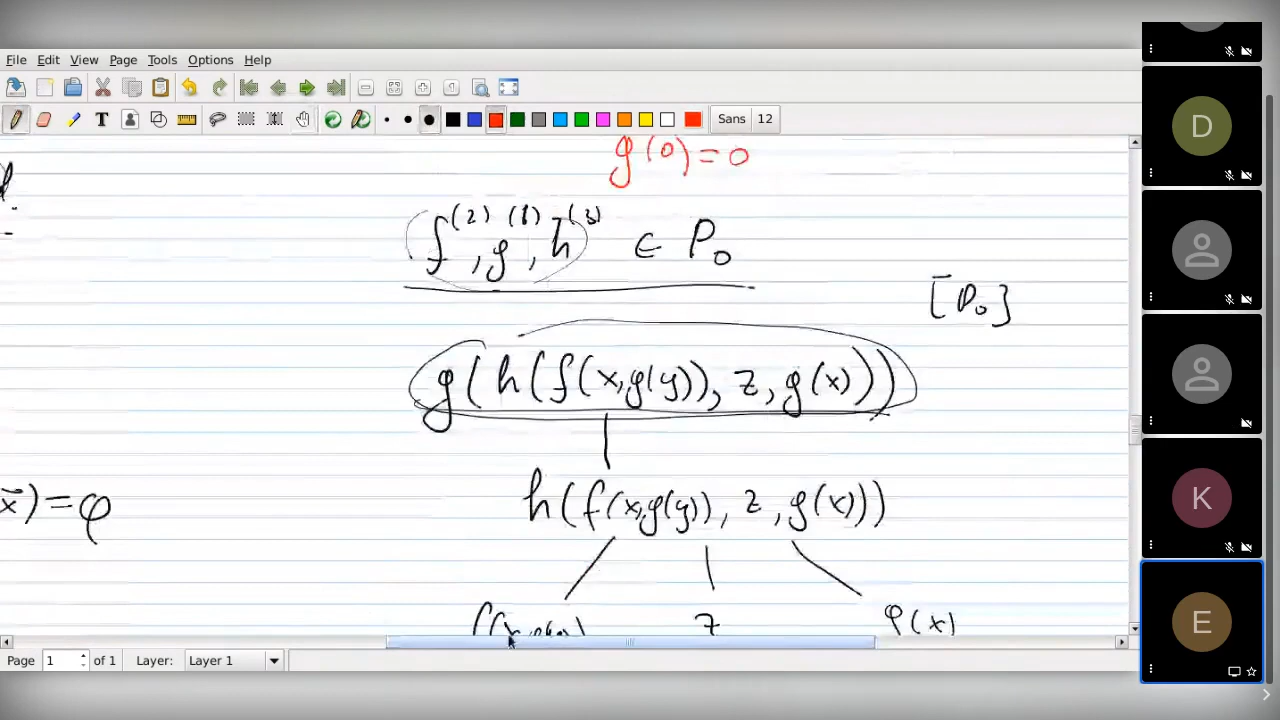 File Edit View Page Tools Options Help
Sans 12
g(0)=0
f⁽²⁾, g⁽¹⁾, h⁽³⁾ ∈ P₀
[P₀]
g(h(f(x,g(y)), z, g(x)))
h(f(x,g(y)), z, g(x))
x̄)=φ
z
g(x)
Page 1 of 1 Layer: Layer 1
D
K
E